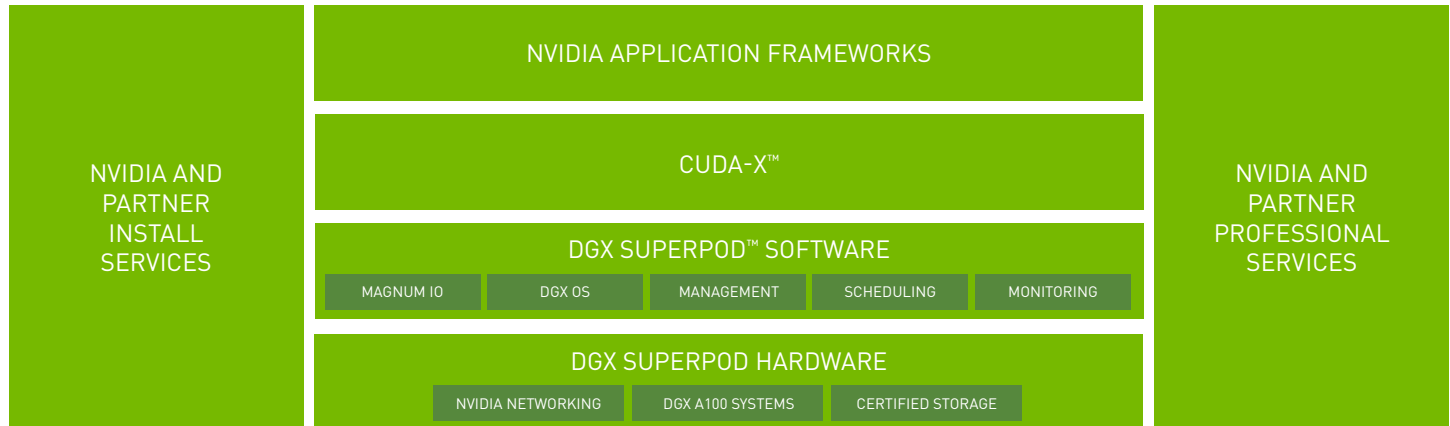 NVIDIA AND
PARTNER
INSTALL
SERVICES
NVIDIA APPLICATION FRAMEWORKS
CUDA-X™
DGX SUPERPOD™ SOFTWARE
MAGNUM IO
DGX OS
MANAGEMENT
SCHEDULING
MONITORING
DGX SUPERPOD HARDWARE
NVIDIA NETWORKING
DGX A100 SYSTEMS
CERTIFIED STORAGE
NVIDIA AND
PARTNER
PROFESSIONAL
SERVICES